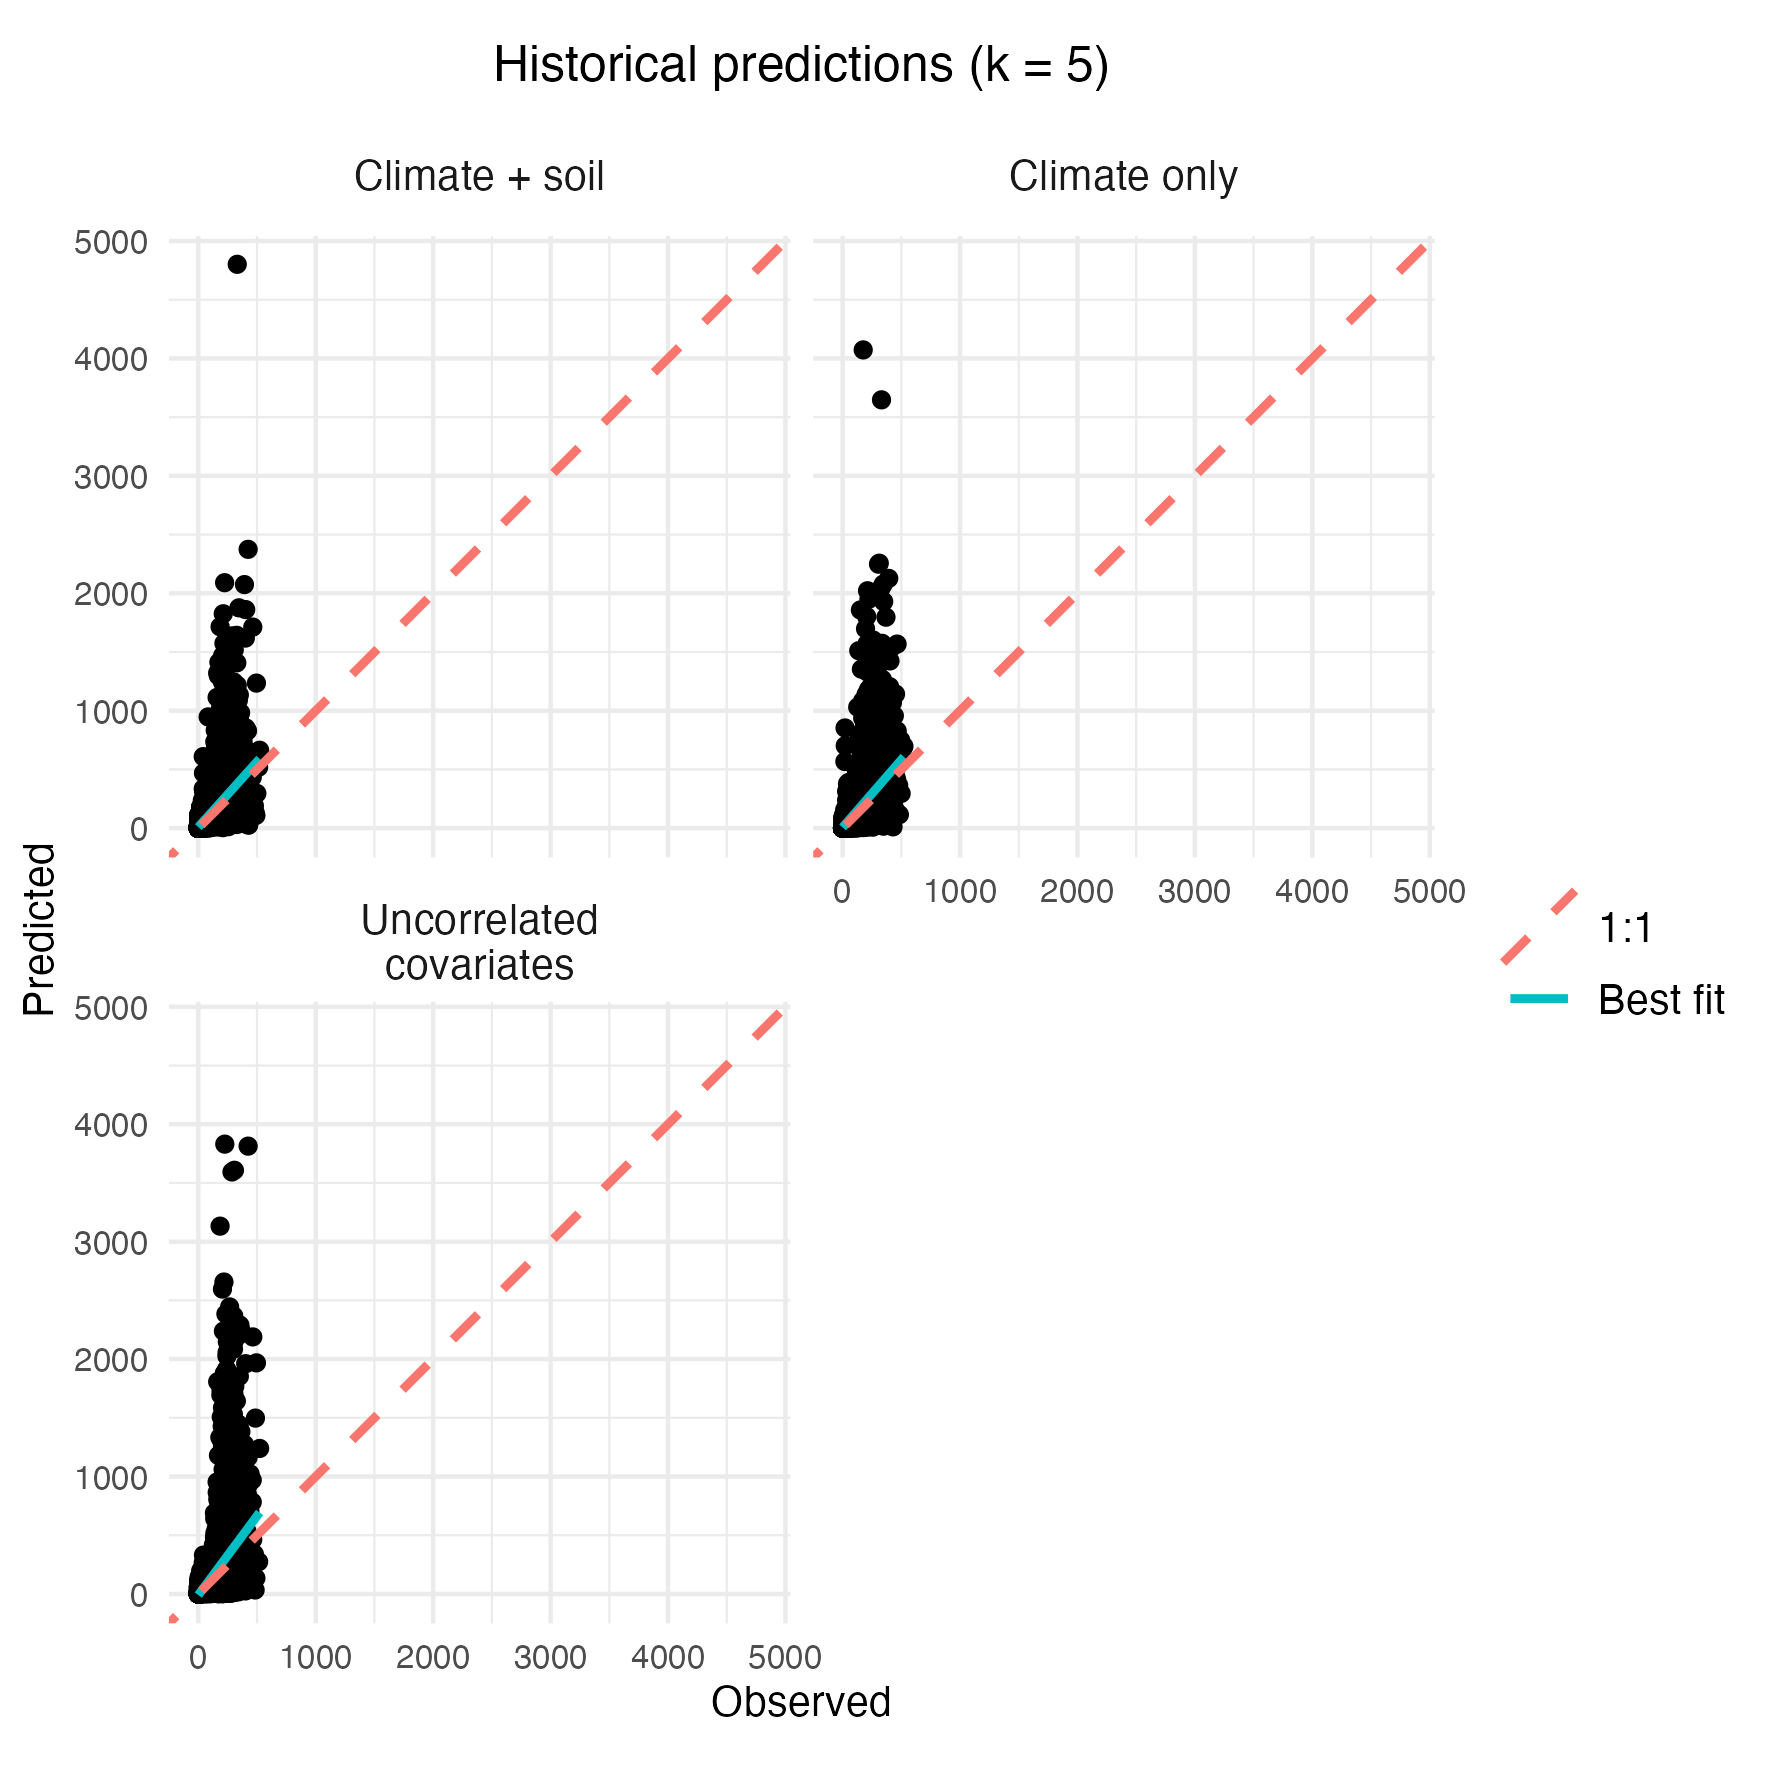 Historical predictions (k = 5)
Climate + soil
Climate only
5000
4000
3000
2000
1000
0
0 1000 2000 3000 4000 5000
Predicted
1:1
Best fit
Uncorrelated
covariates
5000
4000
3000
2000
1000
0
0 1000 2000 3000 4000 5000
Observed